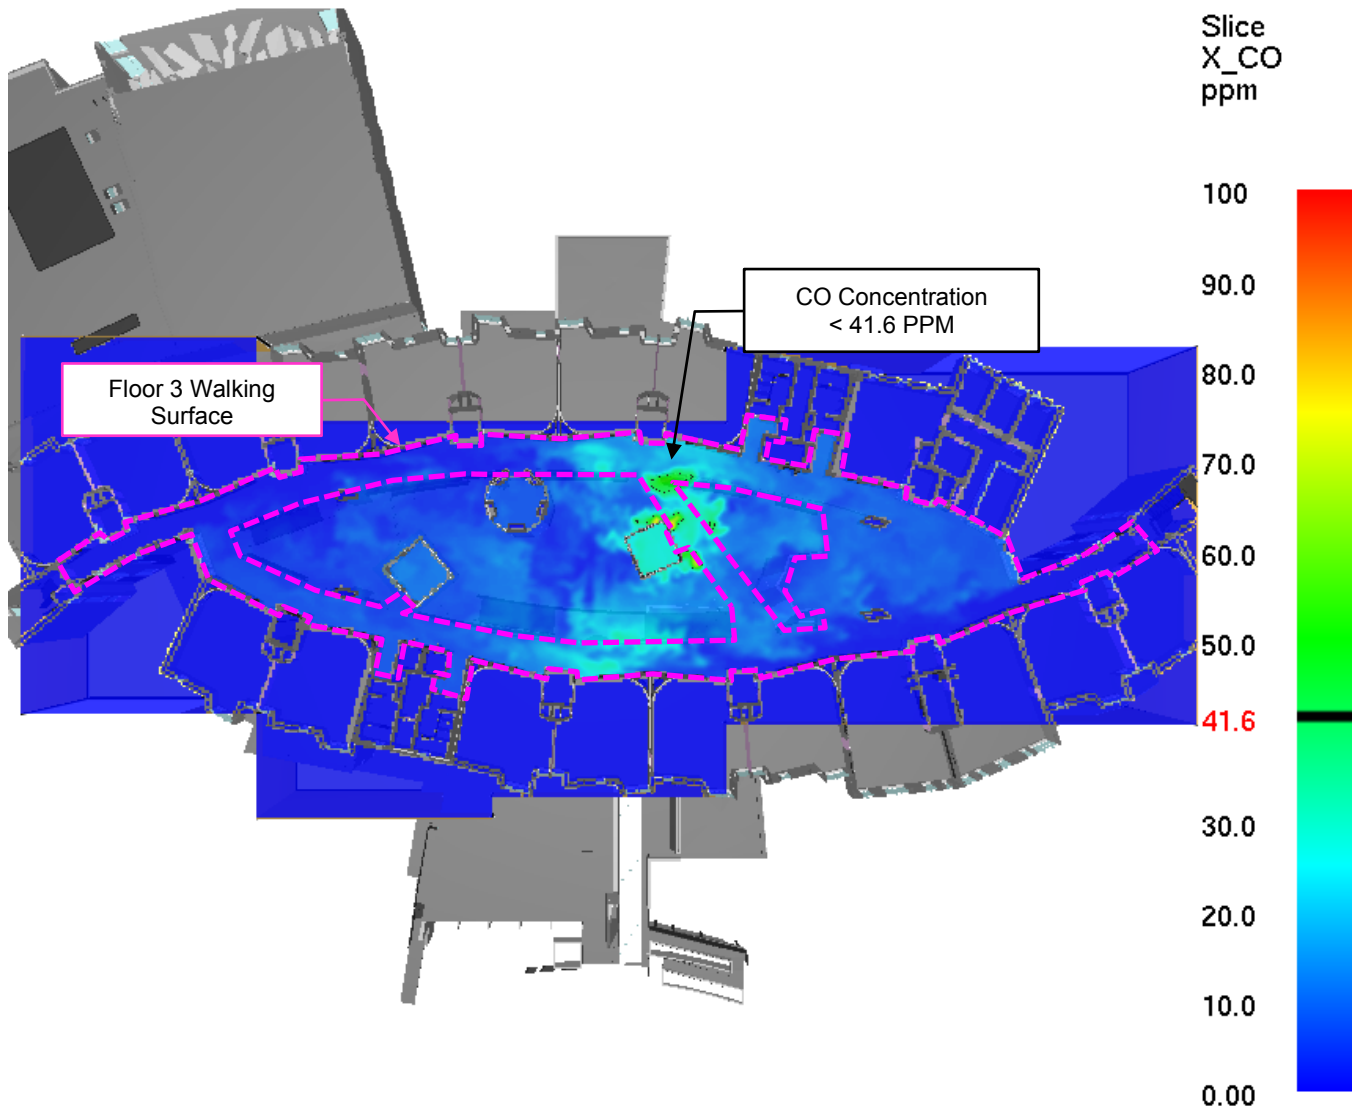 Slice
X_CO
ppm
100
90.0
80.0
70.0
60.0
50.0
41.6
30.0
20.0
10.0
0.00
CO Concentration
< 41.6 PPM
Floor 3 Walking
Surface